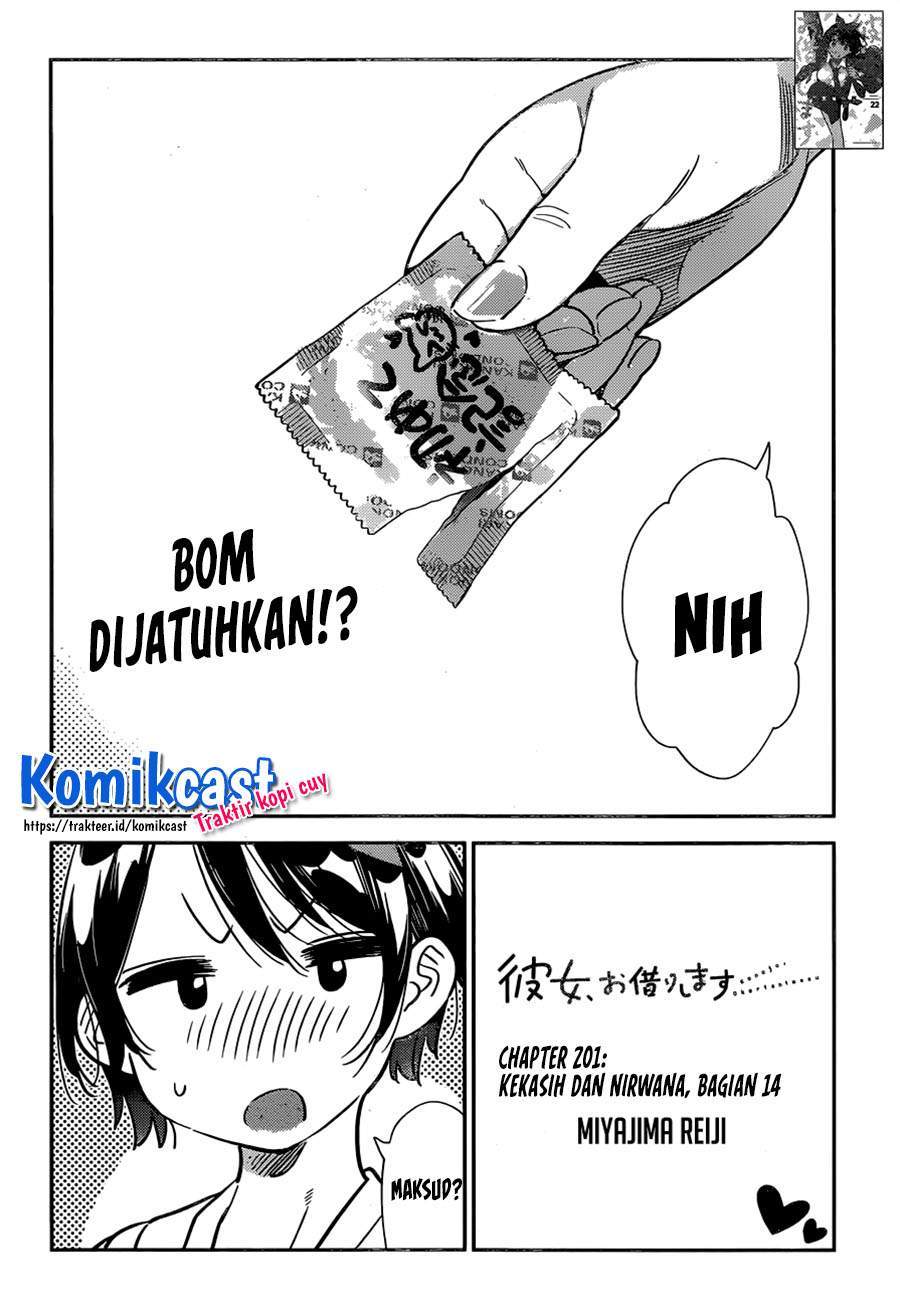 22
BOM
DIJATUHKAN!?
NIH
Komikcast
Traktir kopi cuy
https://trakteer.id/komikcast
彼女、お借りします
CHAPTER 201:
KEKASIH DAN NIRWANA, BAGIAN 14
MIYAJIMA REIJI
MAKSUD?